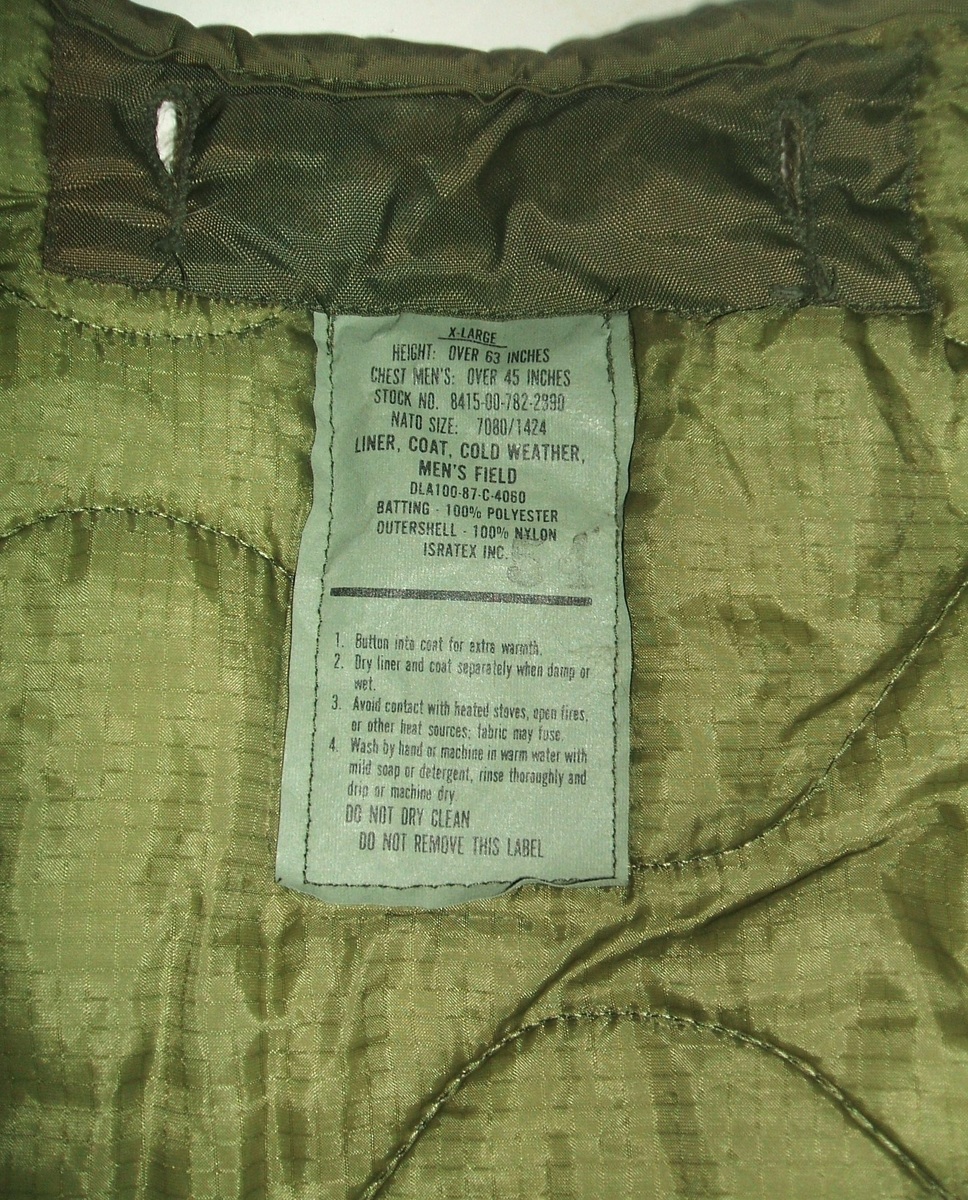 X-LARGE
HEIGHT: OVER 63 INCHES
CHEST MEN'S: OVER 45 INCHES
STOCK NO. 8415-00-782-2890
NATO SIZE: 7080/1424
LINER, COAT, COLD WEATHER,
MEN'S FIELD
DLA100-87-C-4060
BATTING - 100% POLYESTER
OUTERSHELL - 100% NYLON
ISRATEX INC.
1. Button into coat for extra warmth.
2. Dry liner and coat separately when damp or
wet.
3. Avoid contact with heated stoves, open fires,
or other heat sources; fabric may fuse.
4. Wash by hand or machine in warm water with
mild soap or detergent, rinse thoroughly and
drip or machine dry.
DO NOT DRY CLEAN
DO NOT REMOVE THIS LABEL